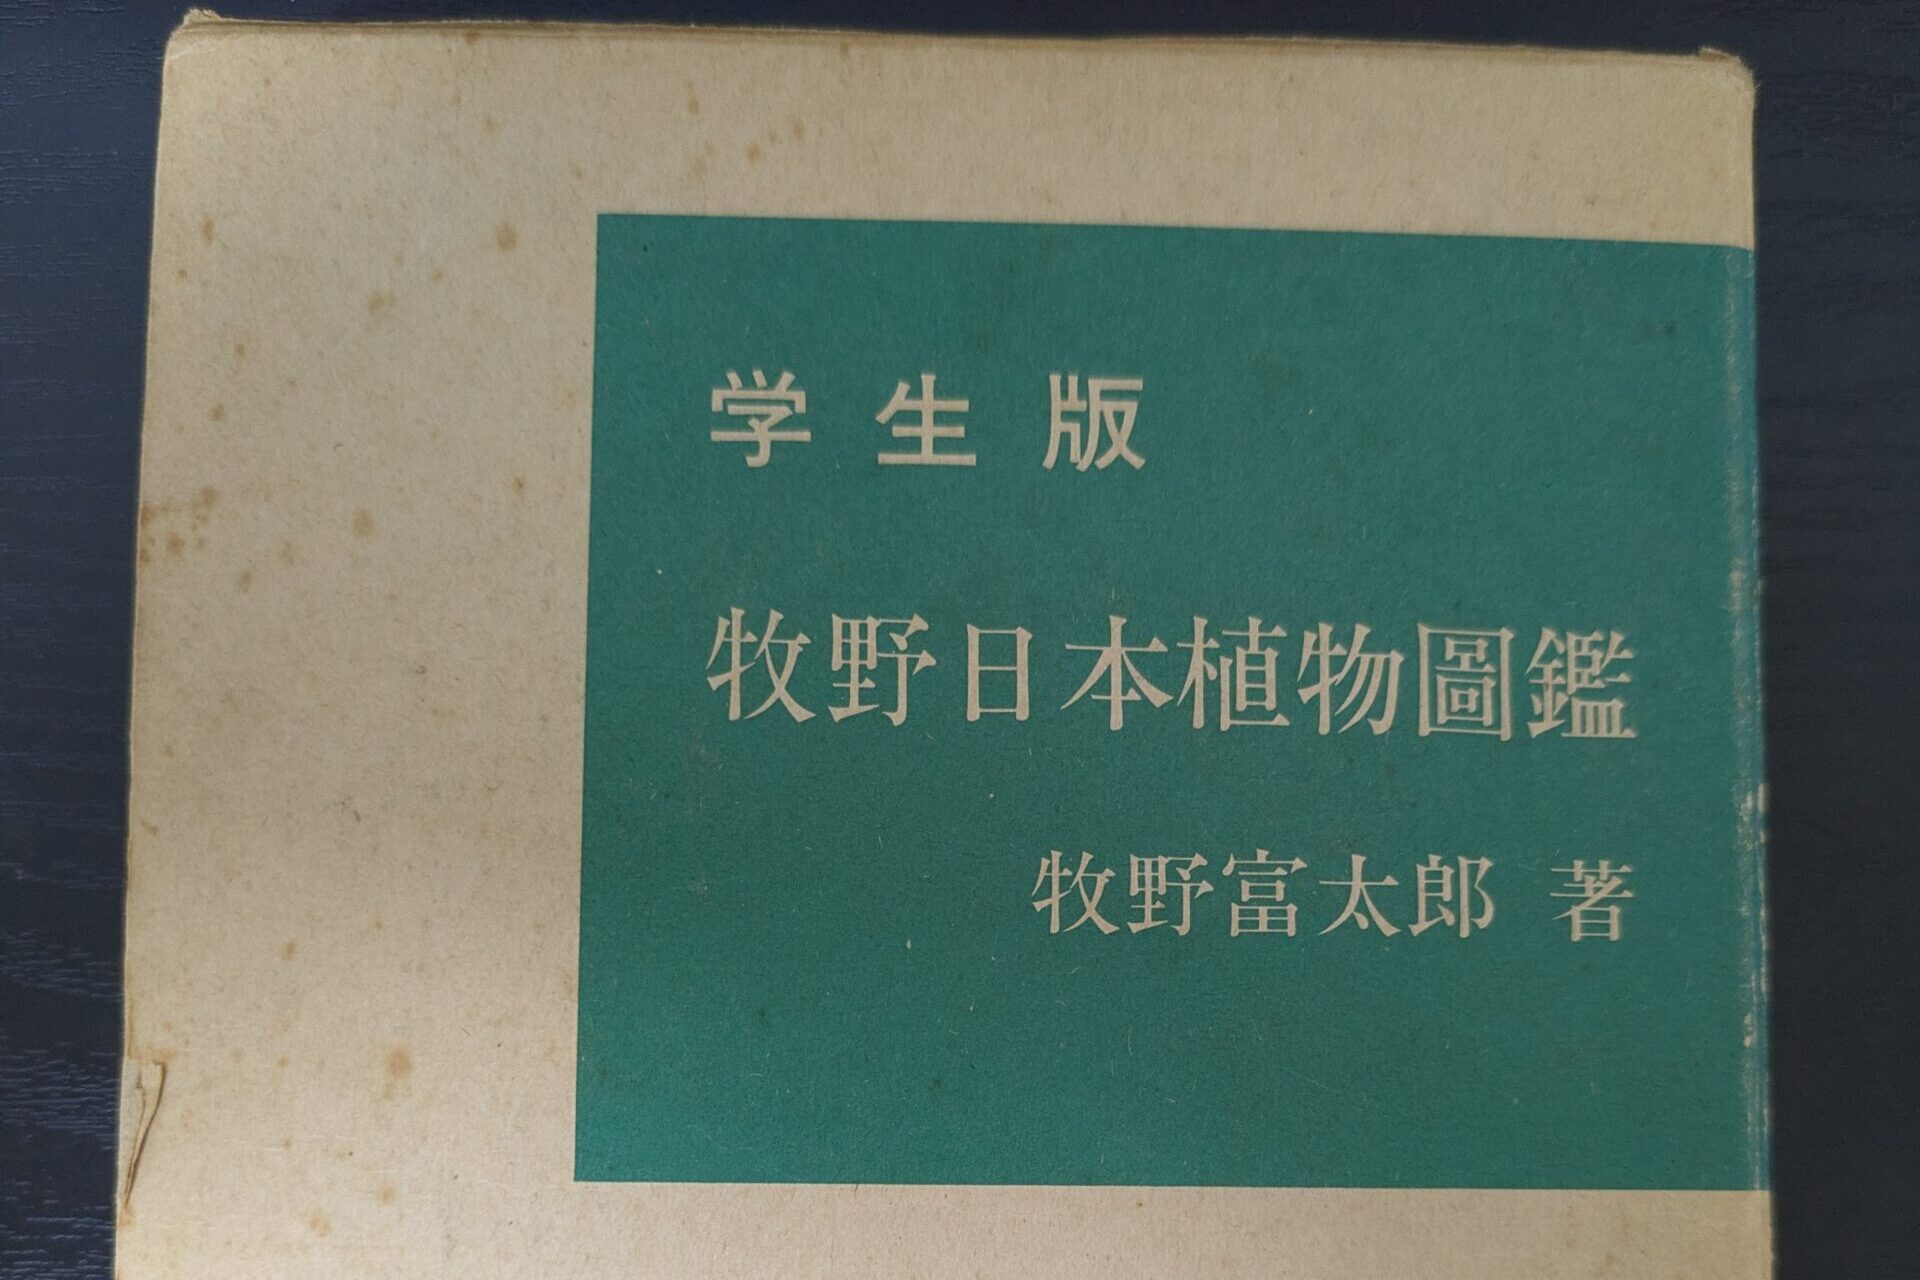 学生版
牧野日本植物圖鑑
牧野富太郎 著